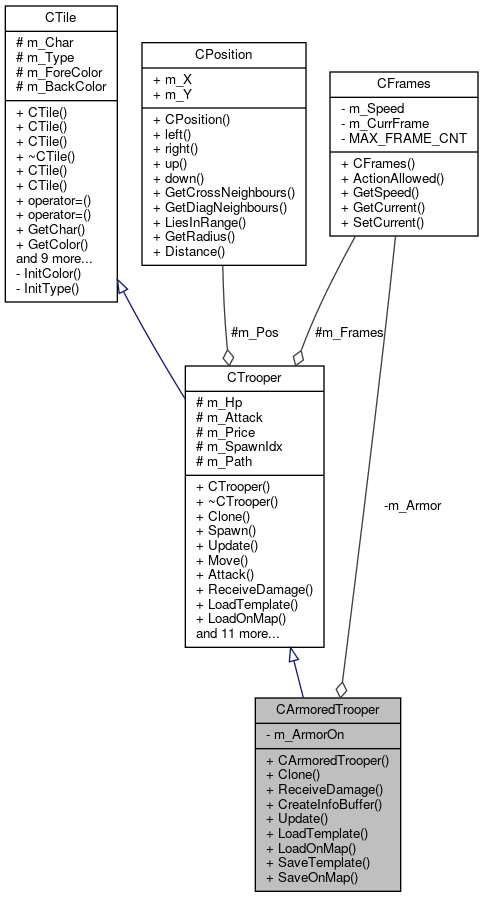 CTile
# m_Char
# m_Type
# m_ForeColor
# m_BackColor
+ CTile()
+ CTile()
+ CTile()
+ ~CTile()
+ CTile()
+ CTile()
+ operator=()
+ operator=()
+ GetChar()
+ GetColor()
and 9 more...
- InitColor()
- InitType()
CPosition
+ m_X
+ m_Y
+ CPosition()
+ left()
+ right()
+ up()
+ down()
+ GetCrossNeighbours()
+ GetDiagNeighbours()
+ LiesInRange()
+ GetRadius()
+ Distance()
CFrames
- m_Speed
- m_CurrFrame
- MAX_FRAME_CNT
+ CFrames()
+ ActionAllowed()
+ GetSpeed()
+ GetCurrent()
+ SetCurrent()
#m_Pos
#m_Frames
CTrooper
# m_Hp
# m_Attack
# m_Price
# m_SpawnIdx
# m_Path
+ CTrooper()
+ ~CTrooper()
+ Clone()
+ Spawn()
+ Update()
+ Move()
+ Attack()
+ ReceiveDamage()
+ LoadTemplate()
+ LoadOnMap()
and 11 more...
-m_Armor
CArmoredTrooper
- m_ArmorOn
+ CArmoredTrooper()
+ Clone()
+ ReceiveDamage()
+ CreateInfoBuffer()
+ Update()
+ LoadTemplate()
+ LoadOnMap()
+ SaveTemplate()
+ SaveOnMap()